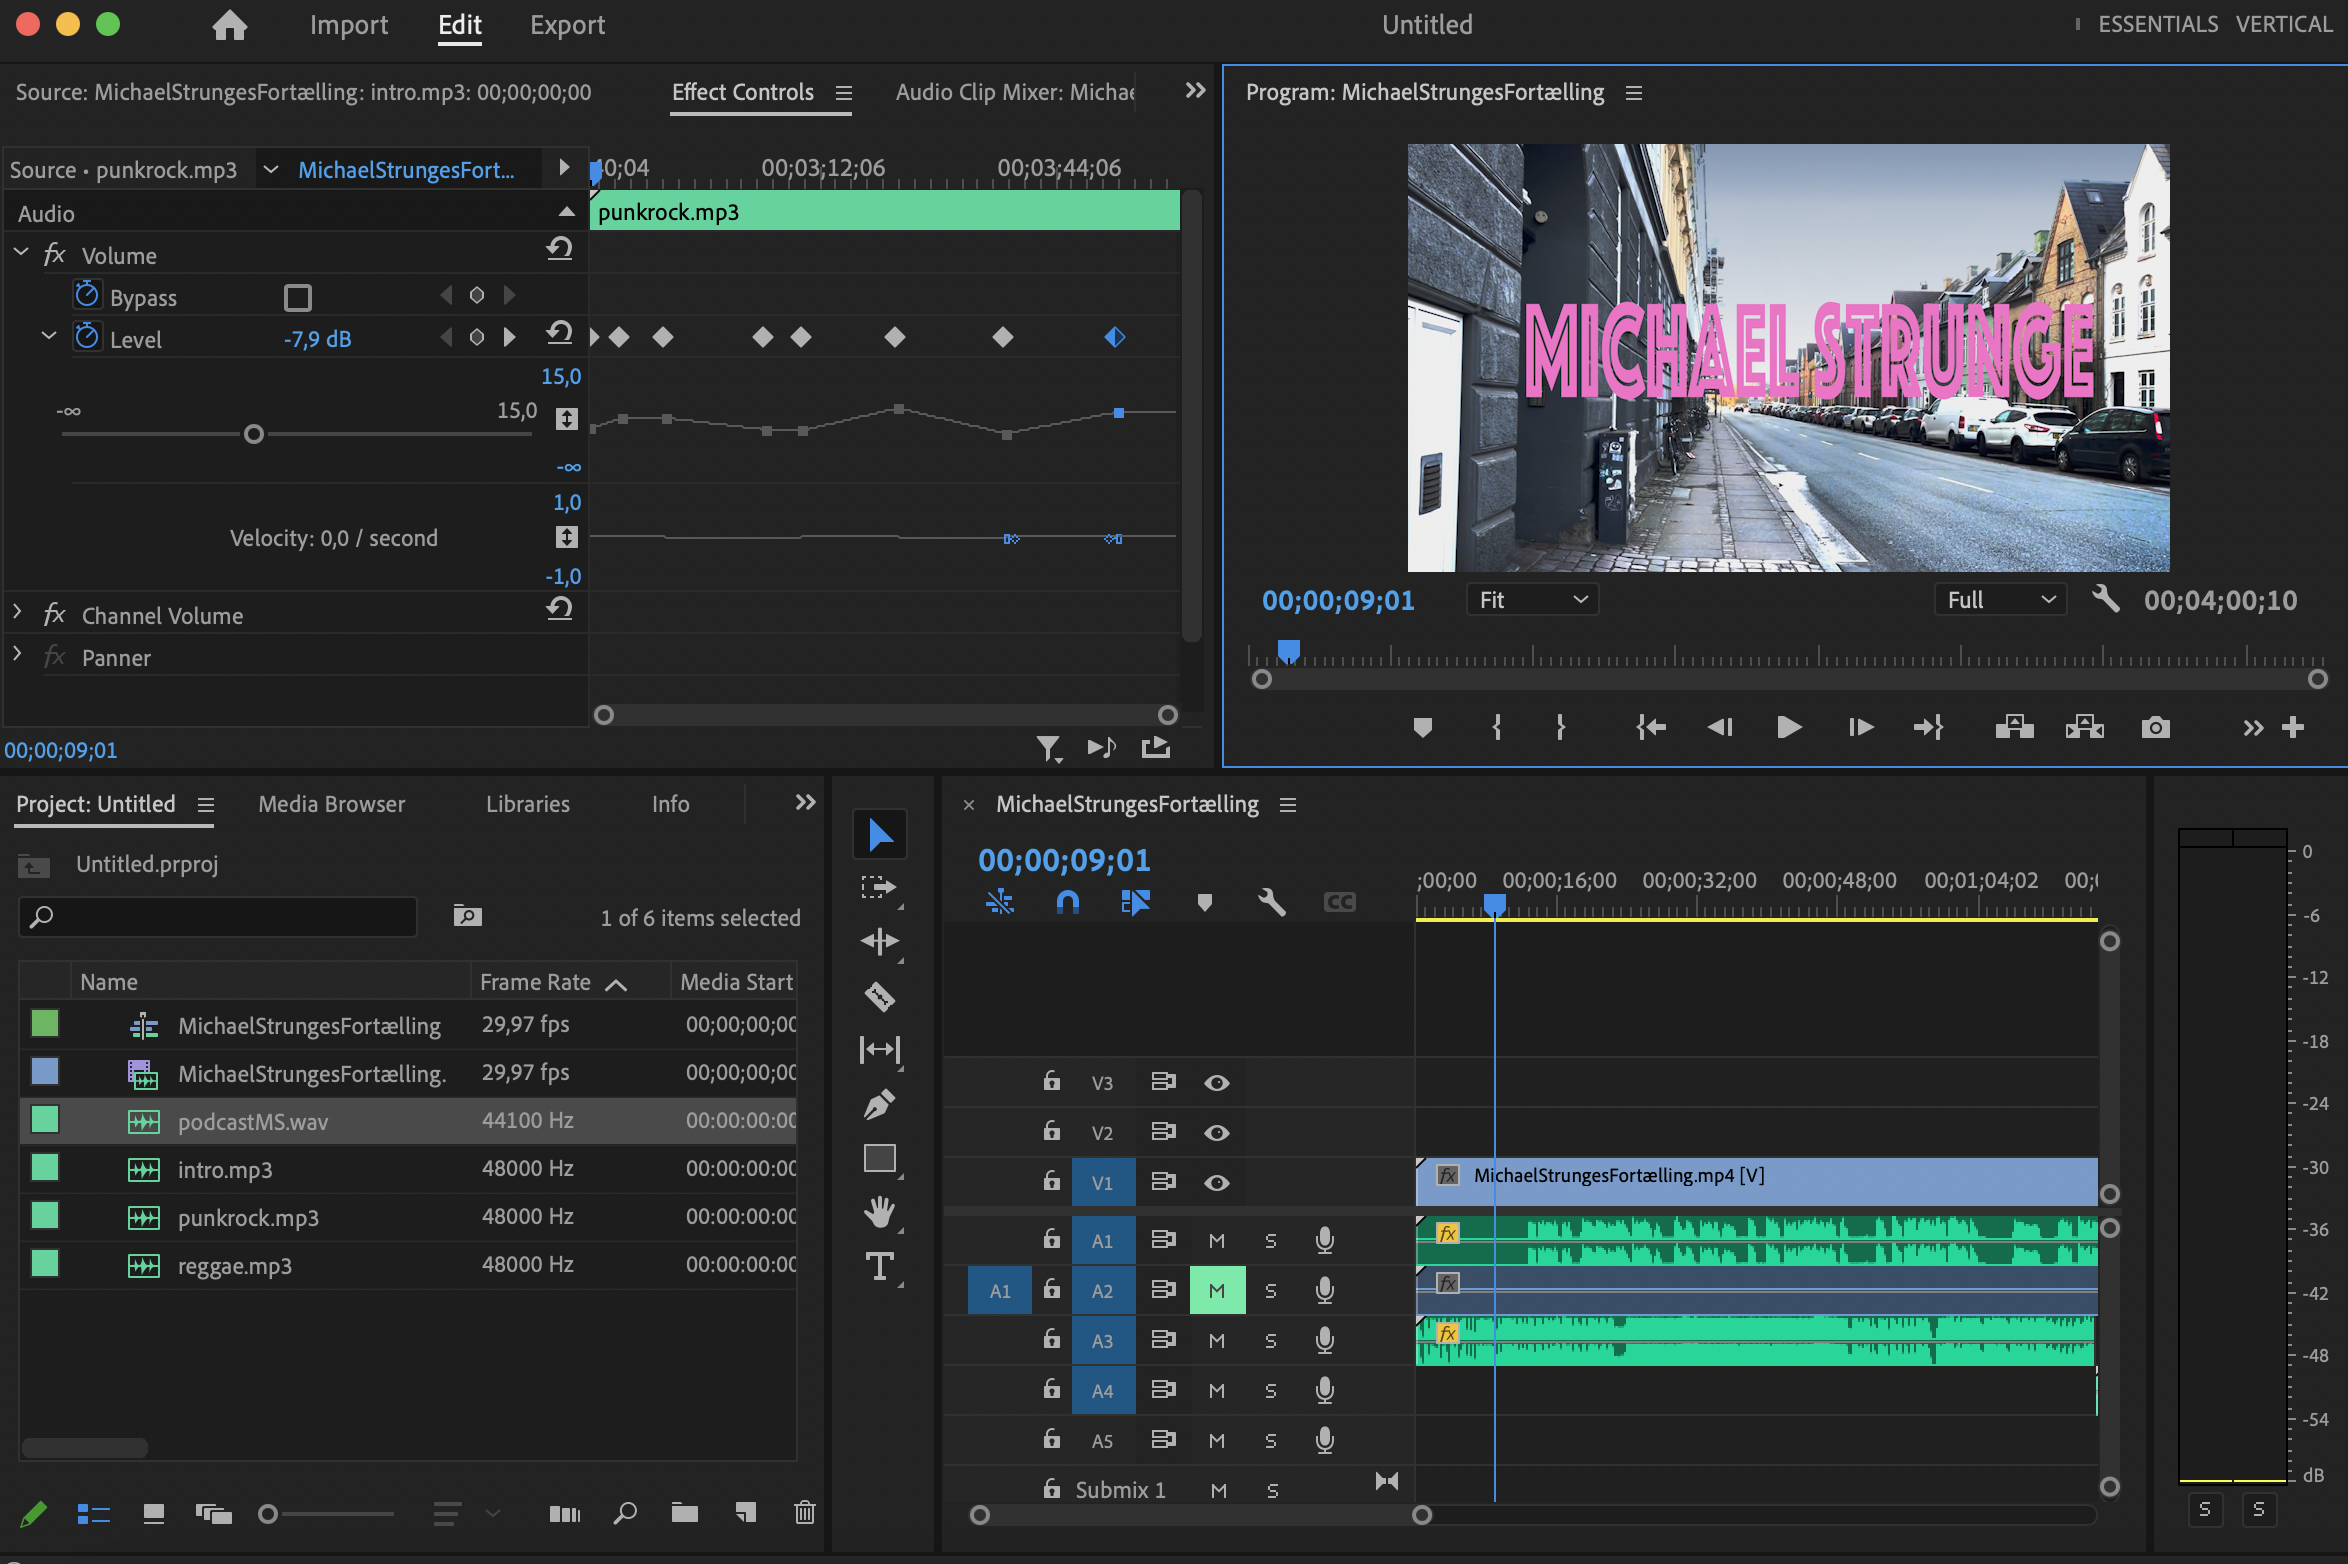 Import Edit Export Untitled ESSENTIALS VERTICAL
Source: MichaelStrungesFortælling: intro.mp3: 00;00;00;00 Effect Controls Audio Clip Mixer: Michae
Program: MichaelStrungesFortælling
Source • punkrock.mp3 MichaelStrungesFort... 40;04 00;03;12;06 00;03;44;06
Audio punkrock.mp3
fx Volume
Bypass
Level -7,9 dB
15,0
-∞ 15,0
-∞
1,0
Velocity: 0,0 / second
-1,0
fx Channel Volume
fx Panner
00;00;09;01
MICHAEL STRUNGE
00;00;09;01 Fit Full 00;04;00;10
Project: Untitled Media Browser Libraries Info
Untitled.prproj
1 of 6 items selected
Name Frame Rate Media Start
MichaelStrungesFortælling 29,97 fps 00;00;00;00
MichaelStrungesFortælling. 29,97 fps 00;00;00;00
podcastMS.wav 44100 Hz 00:00:00:00
intro.mp3 48000 Hz 00:00:00:00
punkrock.mp3 48000 Hz 00:00:00:00
reggae.mp3 48000 Hz 00:00:00:00
T
× MichaelStrungesFortælling
00;00;09;01
CC
;00;00 00;00;16;00 00;00;32;00 00;00;48;00 00;01;04;02 00;0
V3
V2
V1 fx MichaelStrungesFortælling.mp4 [V]
A1 M S fx
A1 A2 M S fx
A3 M S fx
A4 M S
A5 M S
Submix 1 M S
0
-6
-12
-18
-24
-30
-36
-42
-48
-54
dB
S S